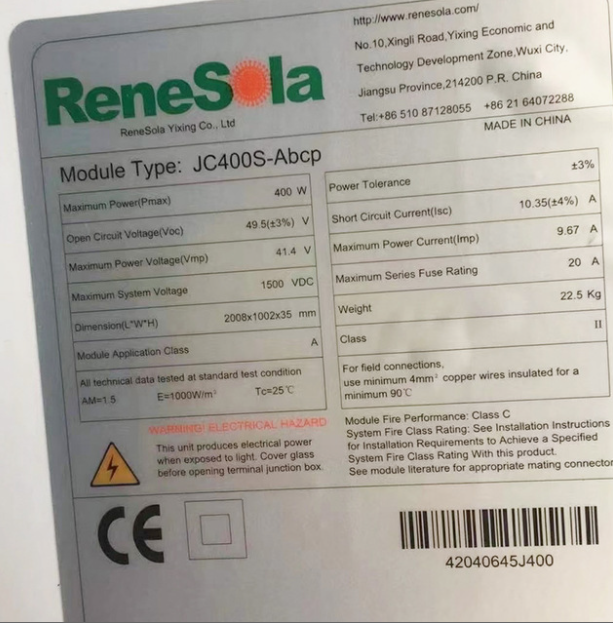 http://www.renesola.com/
No.10,Xingli Road,Yixing Economic and
Technology Development Zone,Wuxi City,
Jiangsu Province,214200 P.R. China
Tel:+86 510 87128055 +86 21 64072288
MADE IN CHINA
ReneSola
ReneSola Yixing Co., Ltd
Module Type: JC400S-Abcp
Maximum Power(Pmax) 400 W
Open Circuit Voltage(Voc) 49.5(±3%) V
Maximum Power Voltage(Vmp) 41.4 V
Maximum System Voltage 1500 VDC
Dimension(L*W*H) 2008x1002x35 mm
Module Application Class A
All technical data tested at standard test condition
AM=1.5 E=1000W/m² Tc=25℃
Power Tolerance ±3%
Short Circuit Current(Isc) 10.35(±4%) A
Maximum Power Current(Imp) 9.67 A
Maximum Series Fuse Rating 20 A
Weight 22.5 Kg
Class II
For field connections,
use minimum 4mm² copper wires insulated for a
minimum 90℃
WARNING! ELECTRICAL HAZARD
This unit produces electrical power
when exposed to light. Cover glass
before opening terminal junction box.
Module Fire Performance: Class C
System Fire Class Rating: See Installation Instructions
for Installation Requirements to Achieve a Specified
System Fire Class Rating With this product.
See module literature for appropriate mating connector
CE
42040645J400